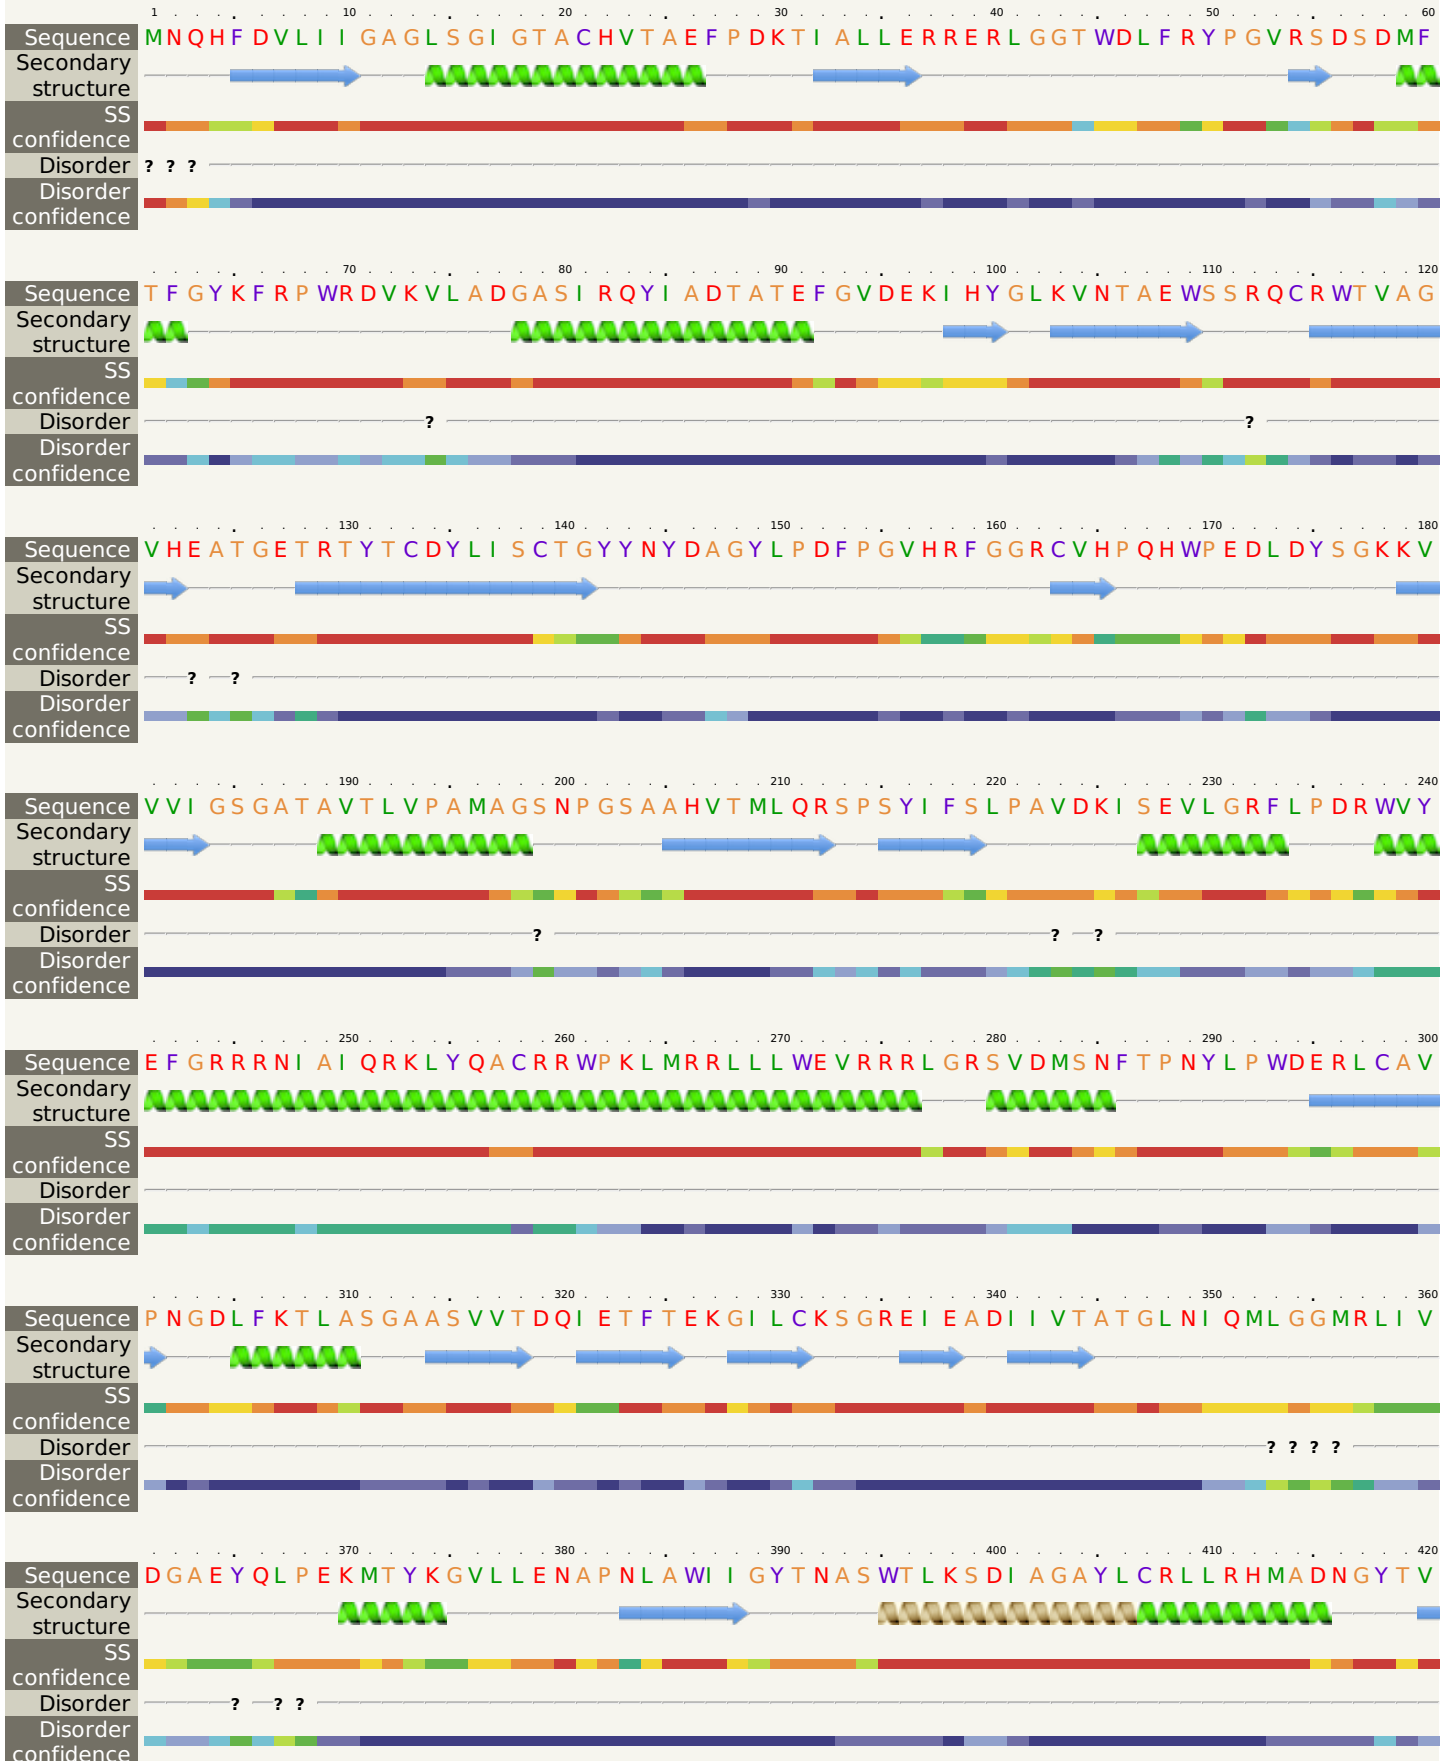 1 10 20 30 40 50 60
Sequence MNQHFDVLIIGAGLSGIGTACHVTAEFPDKTIALLERRERLGGTWDLFRYPGVRSDSDMF
Secondary
structure
SS
confidence
Disorder ? ? ?
Disorder
confidence
70 80 90 100 110 120
Sequence TFGYKFRPWRDVKVLADGASIRQYIADTATEFGVDEKIHYGLKVNTAEWSSRQCRWTVAG
Secondary
structure
SS
confidence
Disorder ? ?
Disorder
confidence
130 140 150 160 170 180
Sequence VHEATGETRTYTCDYLISCTGYYNYDAGYLPDFPGVHRFGGRCVHPQHWPEDLDYSGKKV
Secondary
structure
SS
confidence
Disorder ? ?
Disorder
confidence
190 200 210 220 230 240
Sequence VVIGSGATAVTLVPAMAGSNPGSAAHVTMLQRSPSYIFSLPAVDKISEVLGRFLPDRWVY
Secondary
structure
SS
confidence
Disorder ? ? ?
Disorder
confidence
250 260 270 280 290 300
Sequence EFGRRRNIAIQRKLYQACRRWPKLMRRLLLWEVRRRLGRSVDMSNFTPNYLPWDERLCAV
Secondary
structure
SS
confidence
Disorder
Disorder
confidence
310 320 330 340 350 360
Sequence PNGDLFKTLASGAASVVTDQIETFTEKGILCKSGREIEADIIVTATGLNIQMLGGMRLIV
Secondary
structure
SS
confidence
Disorder ? ? ? ?
Disorder
confidence
370 380 390 400 410 420
Sequence DGAEYQLPEKMTYKGVLLENAPNLAWIIGYTNASWTLKSDIAGAYLCRLLRHMADNGYTV
Secondary
structure
SS
confidence
Disorder ? ? ?
Disorder
confidence